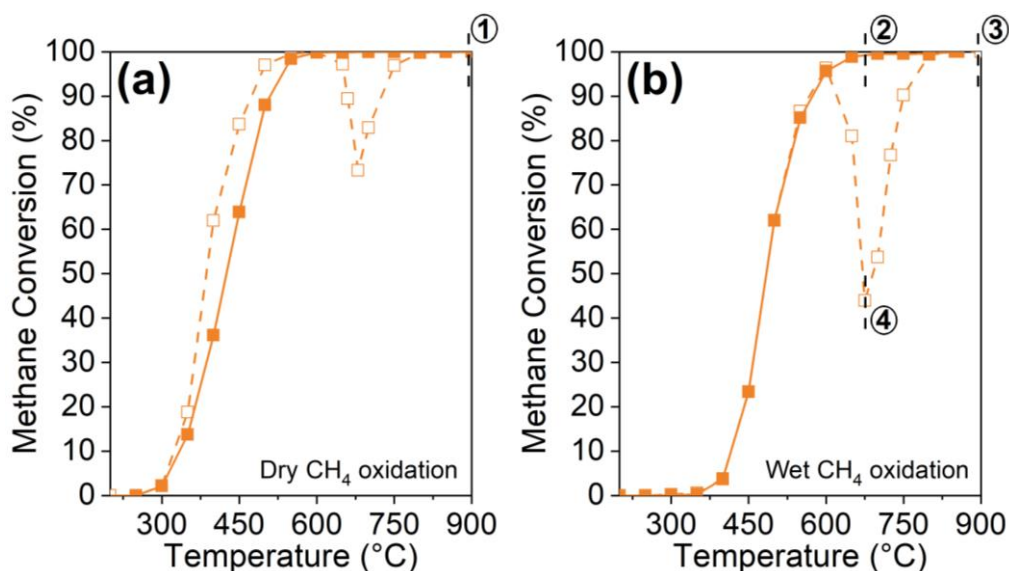 ①
② ③
100
90
80
70
60
50
40
30
20
10
0
(a)
Methane Conversion (%)
Dry CH₄ oxidation
300 450 600 750 900
Temperature (°C)
100
90
80
70
60
50
40
30
20
10
0
(b)
Methane Conversion (%)
④
Wet CH₄ oxidation
300 450 600 750 900
Temperature (°C)